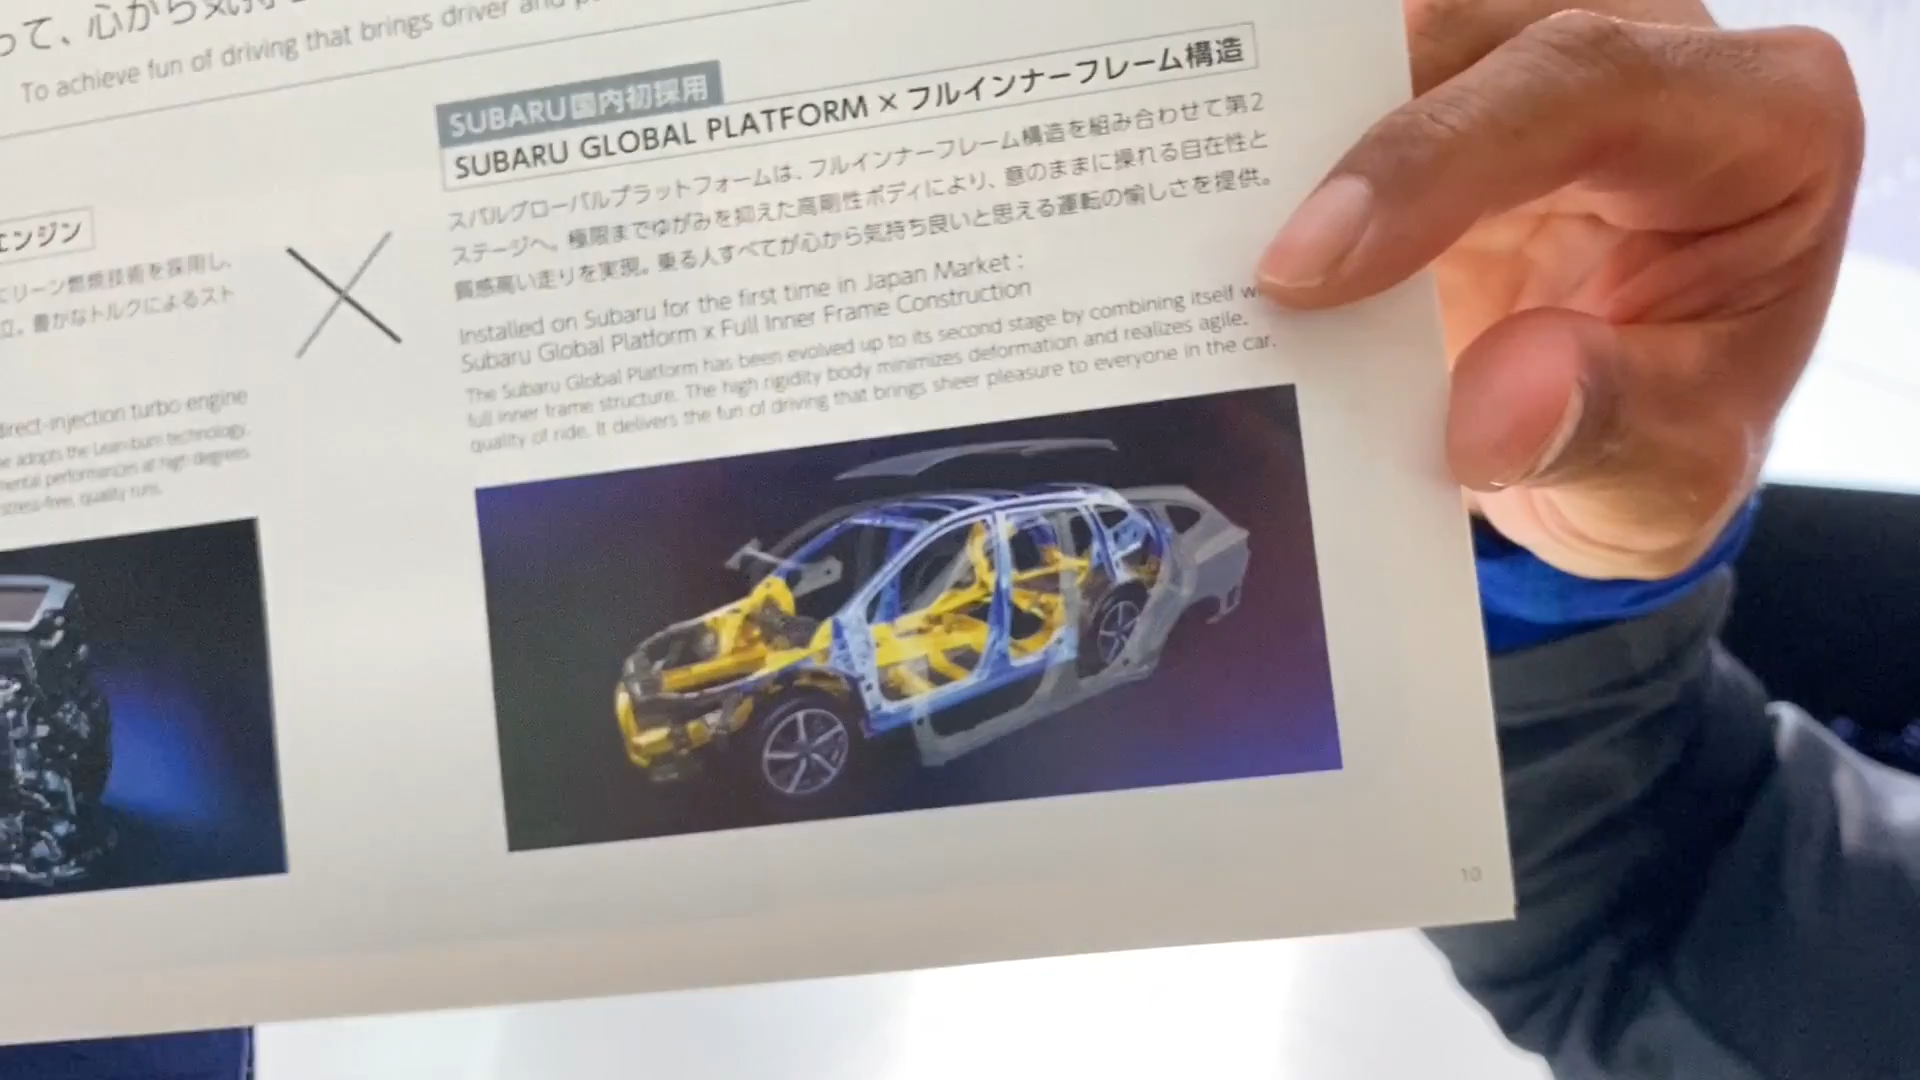 って、心から気持
To achieve fun of driving that brings driver and
SUBARU国内初採用
SUBARU GLOBAL PLATFORM × フルインナーフレーム構造
スバルグローバルプラットフォームは、フルインナーフレーム構造を組み合わせて第2
ステージへ。極限までゆがみを抑えた高剛性ボディにより、意のままに操れる自在性と
質感高い走りを実現。乗る人すべてが心から気持ち良いと思える運転の愉しさを提供。
Installed on Subaru for the first time in Japan Market :
Subaru Global Platform x Full Inner Frame Construction
The Subaru Global Platform has been evolved up to its second stage by combining itself w
full inner frame structure. The high rigidity body minimizes deformation and realizes agile,
quality of ride. It delivers the fun of driving that brings sheer pleasure to everyone in the car.
エンジン
リーン燃焼技術を採用し、
立。豊かなトルクによるスト
direct-injection turbo engine
adopts the Lean-burn technology.
mental performances at high degrees
stress-free, quality runs.
10